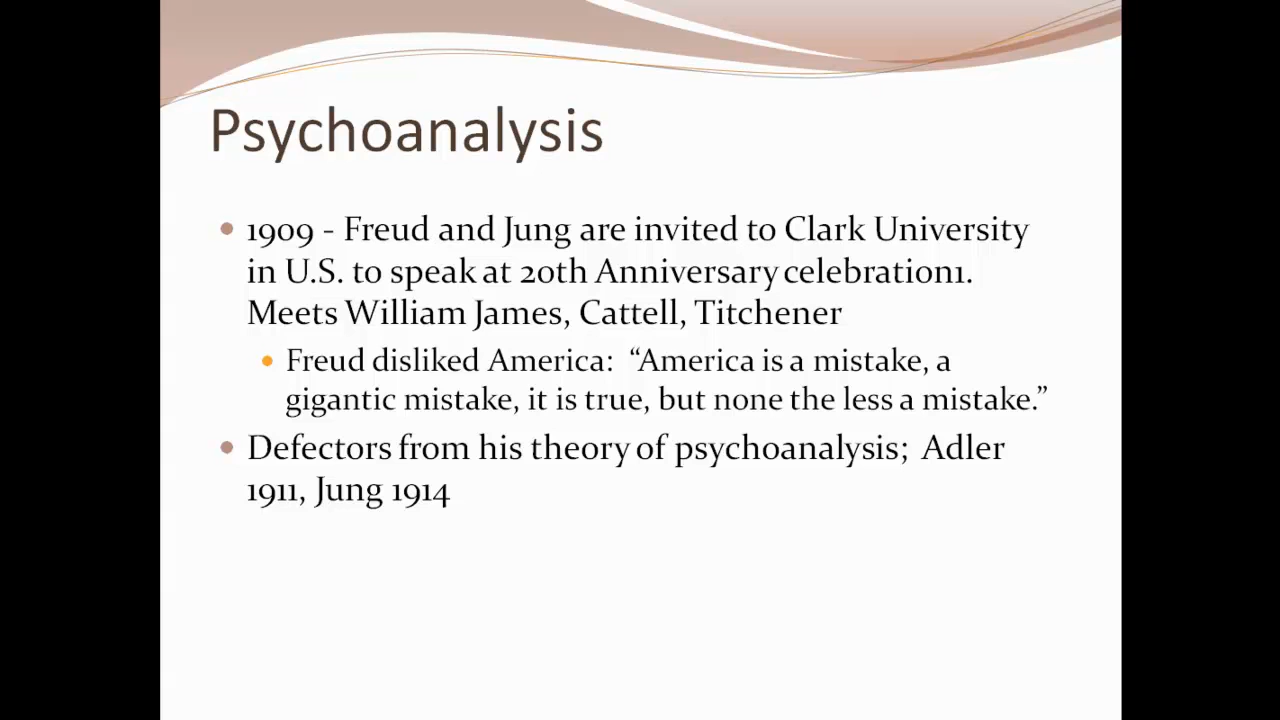 Psychoanalysis
• 1909 - Freud and Jung are invited to Clark University
in U.S. to speak at 20th Anniversary celebration1.
Meets William James, Cattell, Titchener
• Freud disliked America:  “America is a mistake, a
gigantic mistake, it is true, but none the less a mistake.”
• Defectors from his theory of psychoanalysis;  Adler
1911, Jung 1914